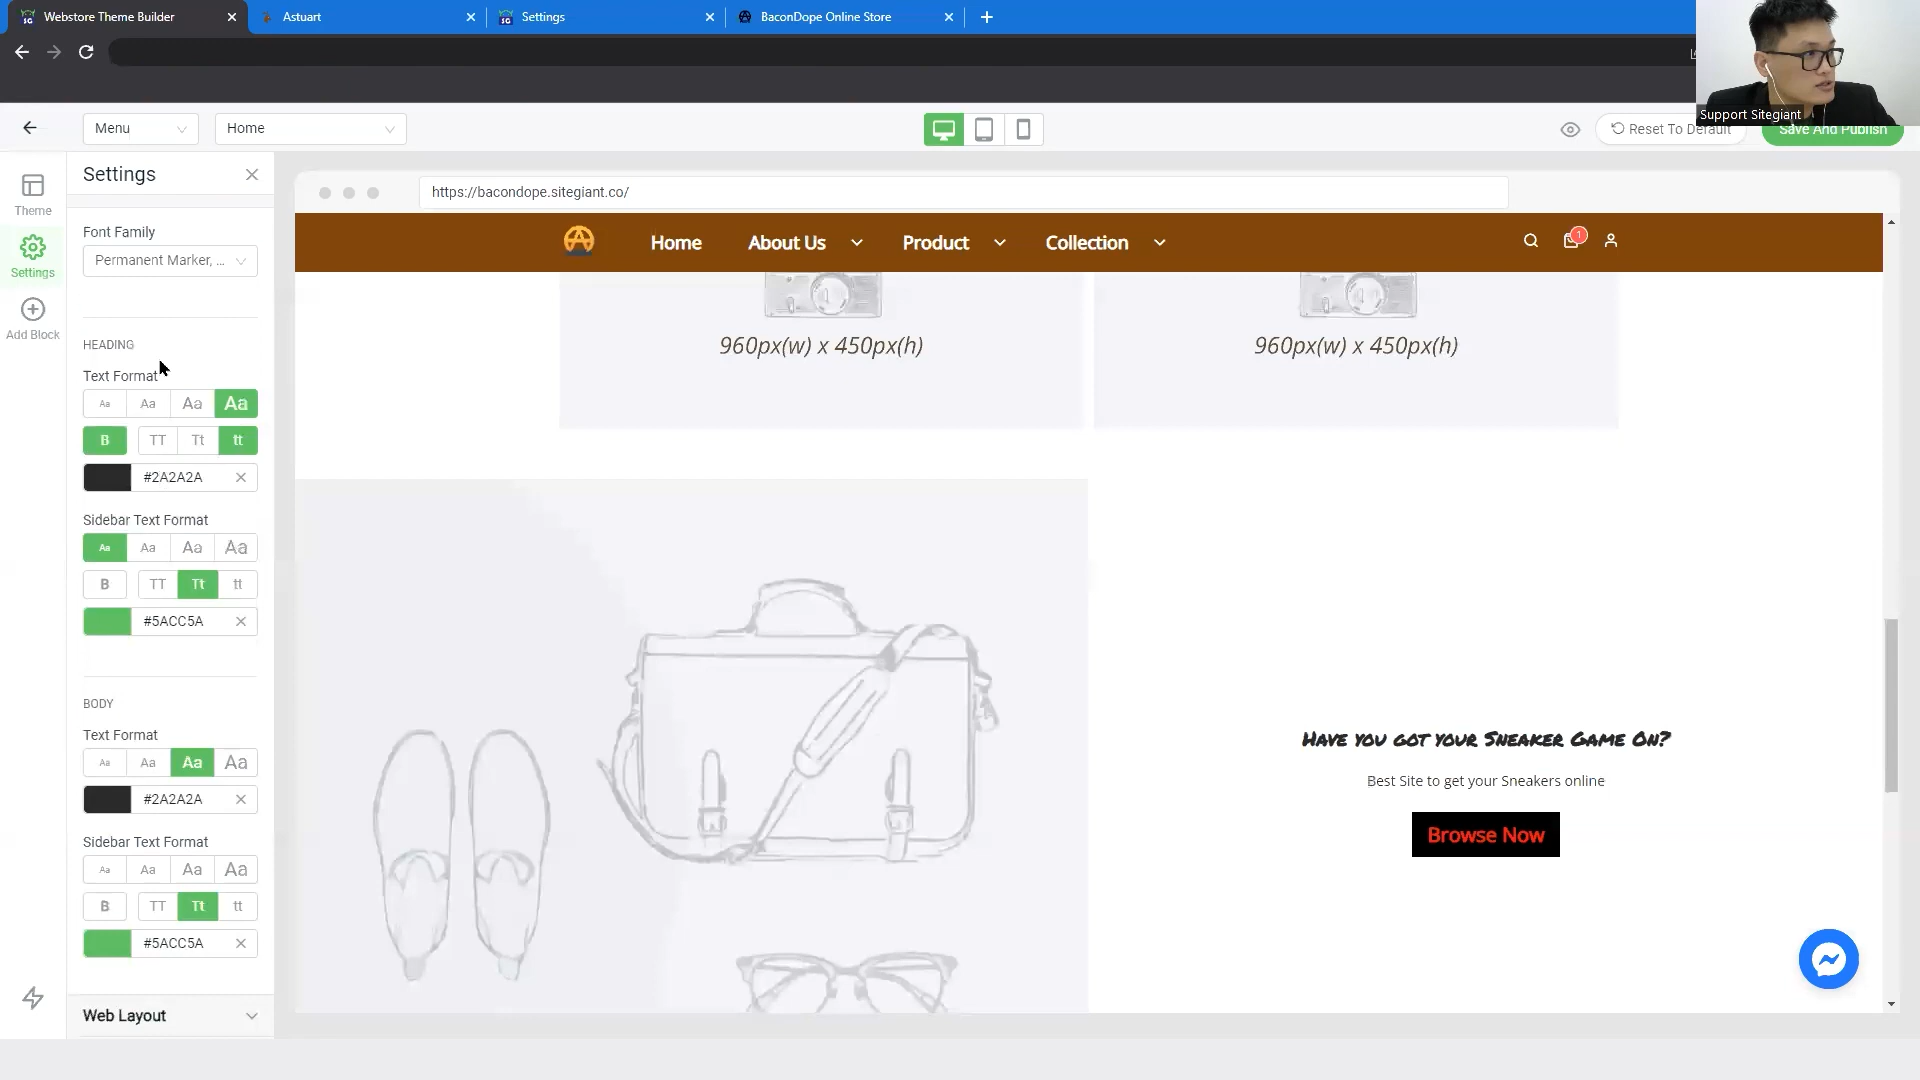 Webstore Theme Builder
Astuart
Settings
BaconDope Online Store
Support Sitegiant
Menu
Home
Reset To Default
Save And Publish
Theme
Settings
Add Block
Settings
Font Family
Permanent Marker, ...
HEADING
Text Format
Aa Aa Aa Aa
B TT Tt tt
#2A2A2A
Sidebar Text Format
Aa Aa Aa Aa
B TT Tt tt
#5ACC5A
BODY
Text Format
Aa Aa Aa Aa
#2A2A2A
Sidebar Text Format
Aa Aa Aa Aa
B TT Tt tt
#5ACC5A
Web Layout
https://bacondope.sitegiant.co/
Home About Us Product Collection
1
960px(w) x 450px(h)
960px(w) x 450px(h)
Have you got your Sneaker Game On?
Best Site to get your Sneakers online
Browse Now